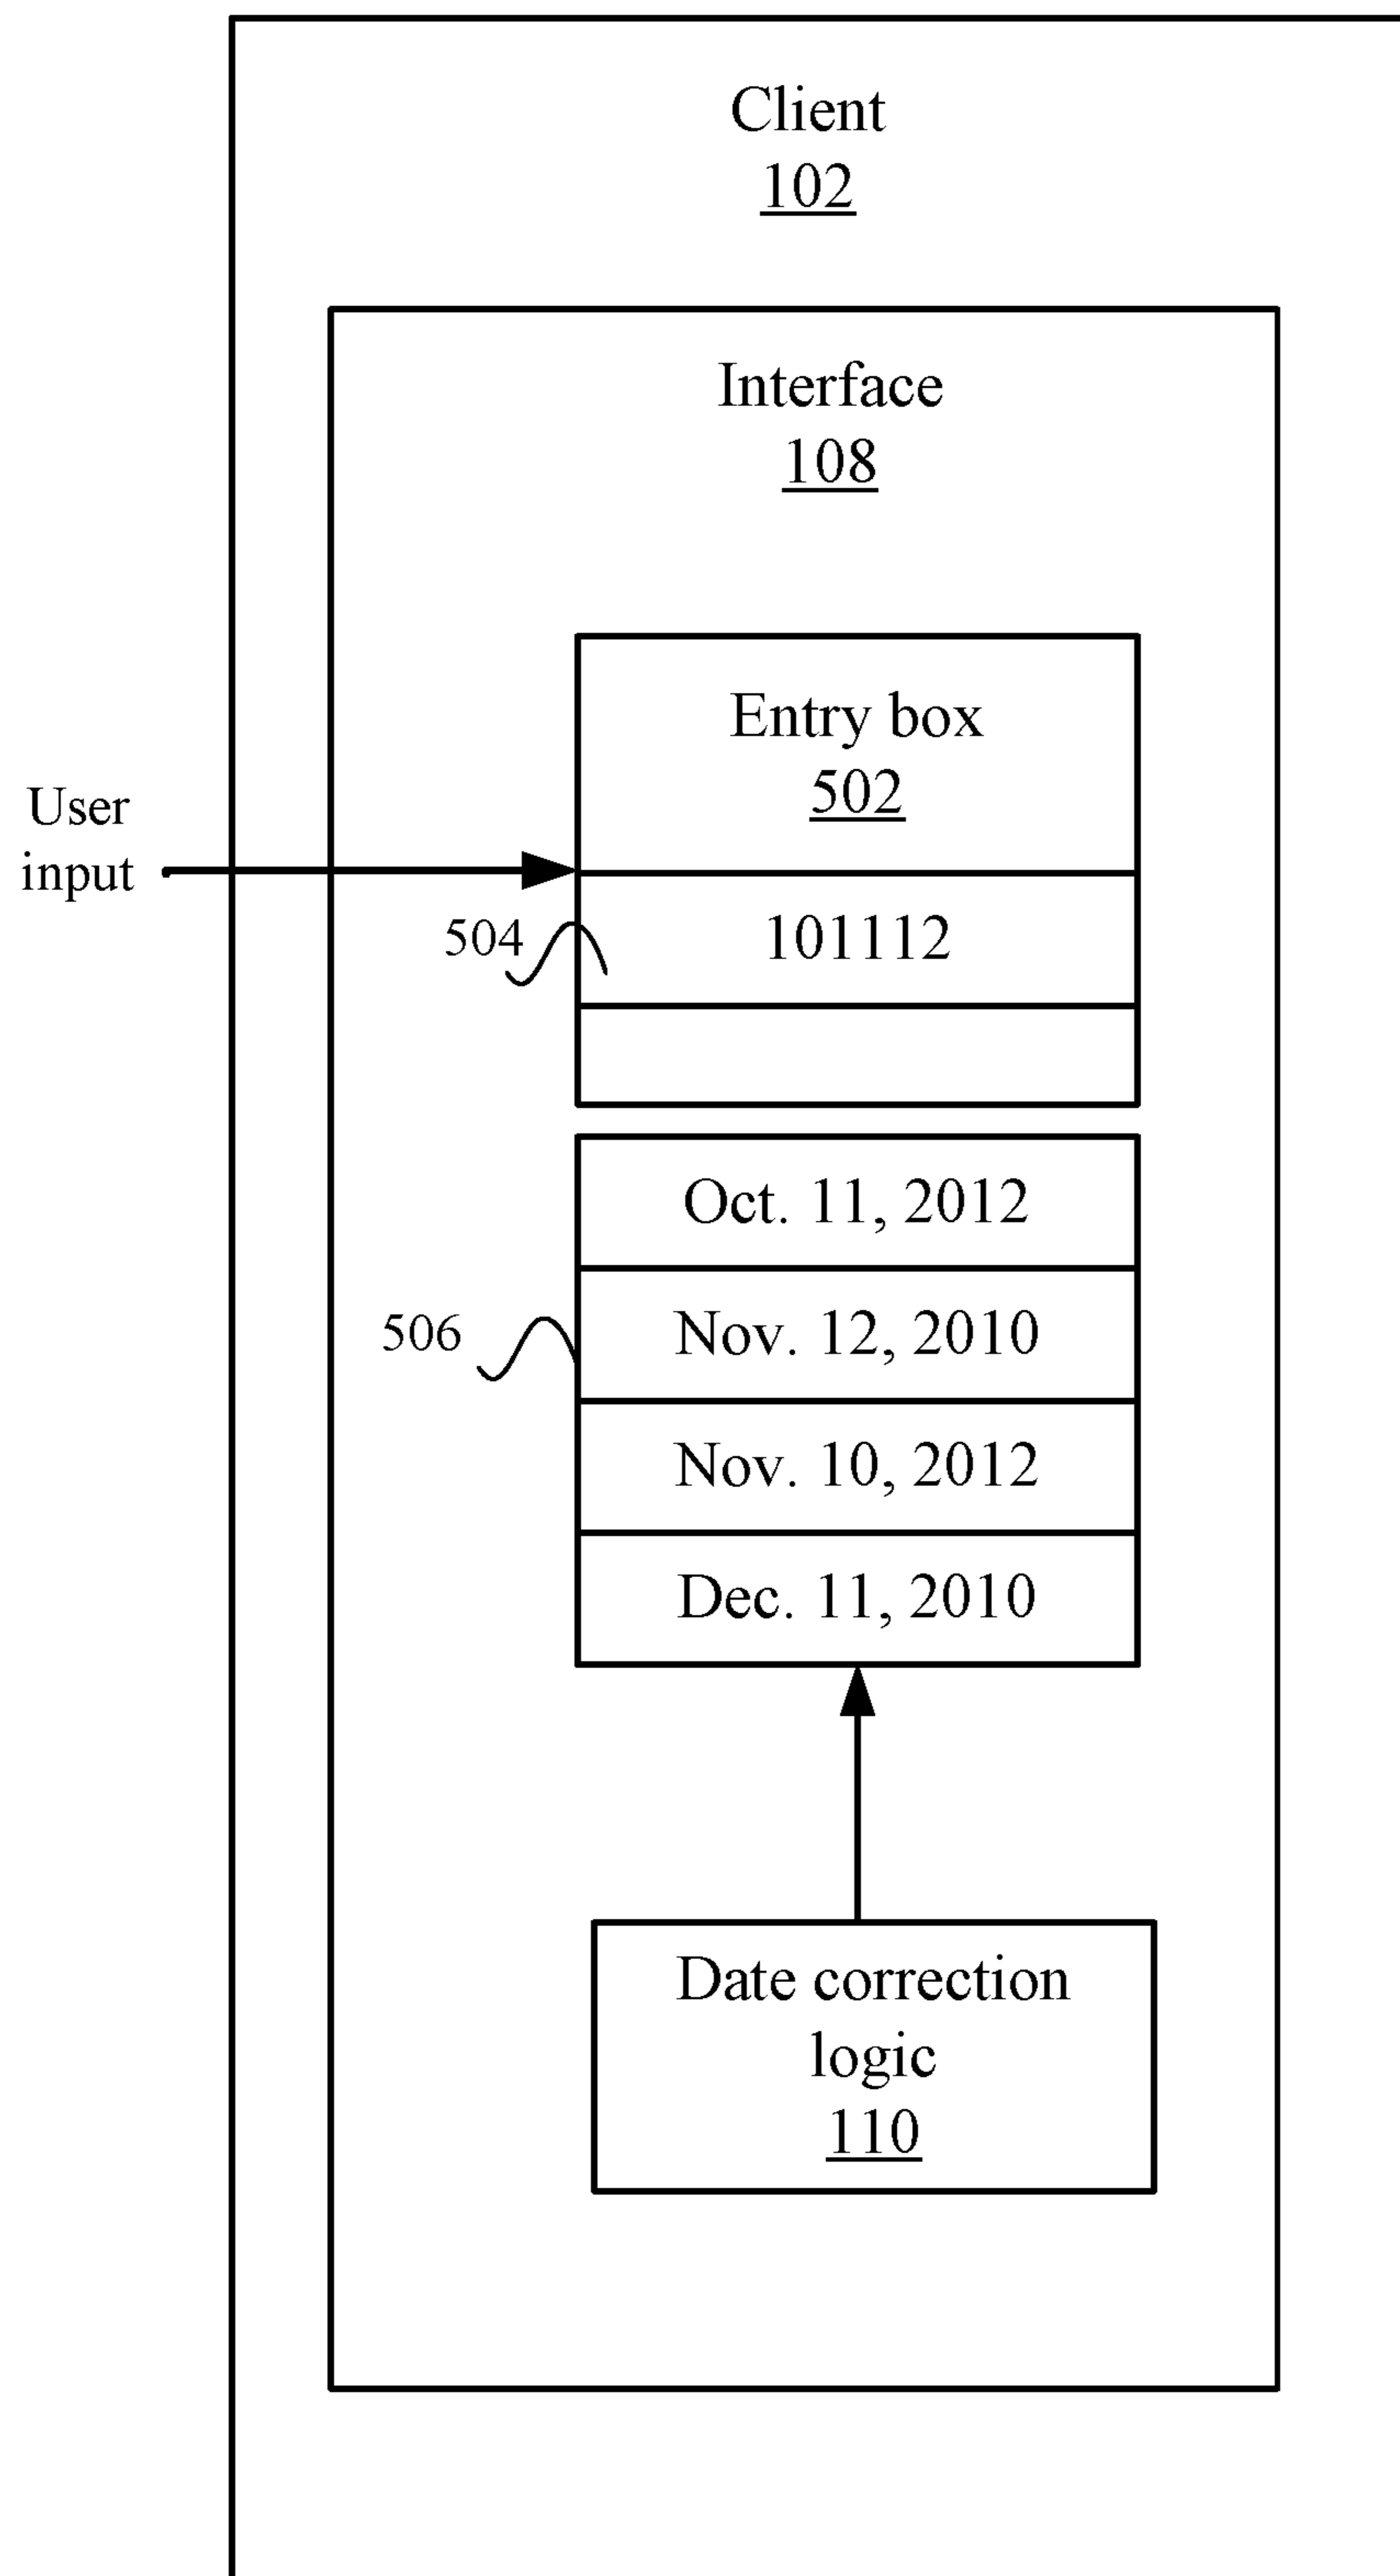 Client
102
Interface
108
Entry box
502
User
input
504
101112
Oct. 11, 2012
506
Nov. 12, 2010
Nov. 10, 2012
Dec. 11, 2010
Date correction
logic
110